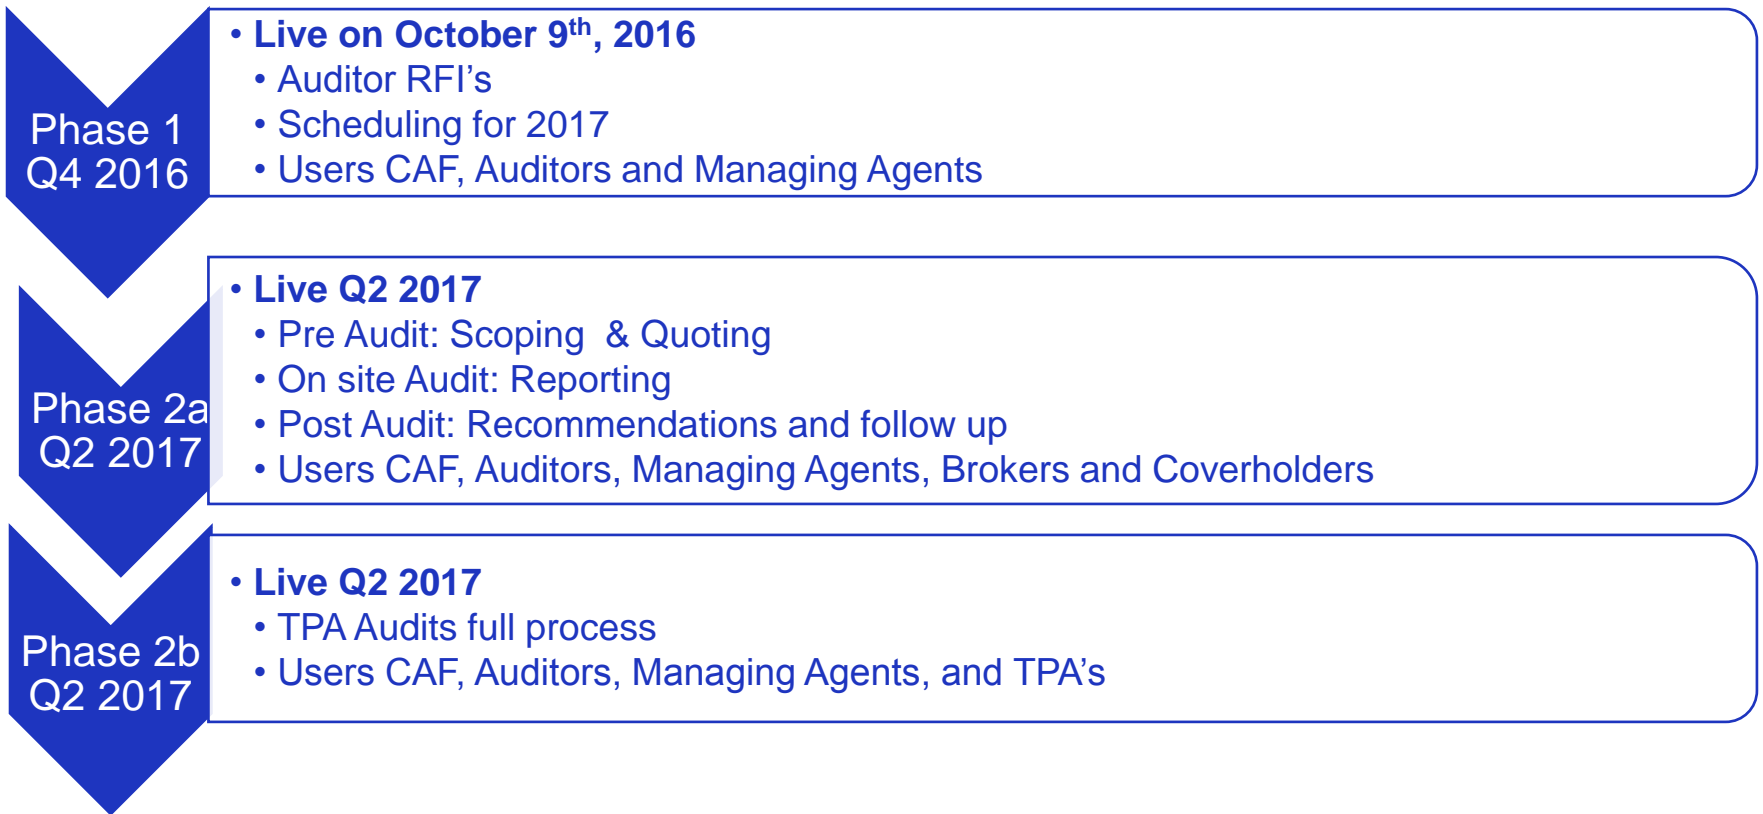 Phase 1
Q4 2016
• Live on October 9th, 2016
• Auditor RFI’s
• Scheduling for 2017
• Users CAF, Auditors and Managing Agents
Phase 2a
Q2 2017
• Live Q2 2017
• Pre Audit: Scoping & Quoting
• On site Audit: Reporting
• Post Audit: Recommendations and follow up
• Users CAF, Auditors, Managing Agents, Brokers and Coverholders
Phase 2b
Q2 2017
• Live Q2 2017
• TPA Audits full process
• Users CAF, Auditors, Managing Agents, and TPA’s